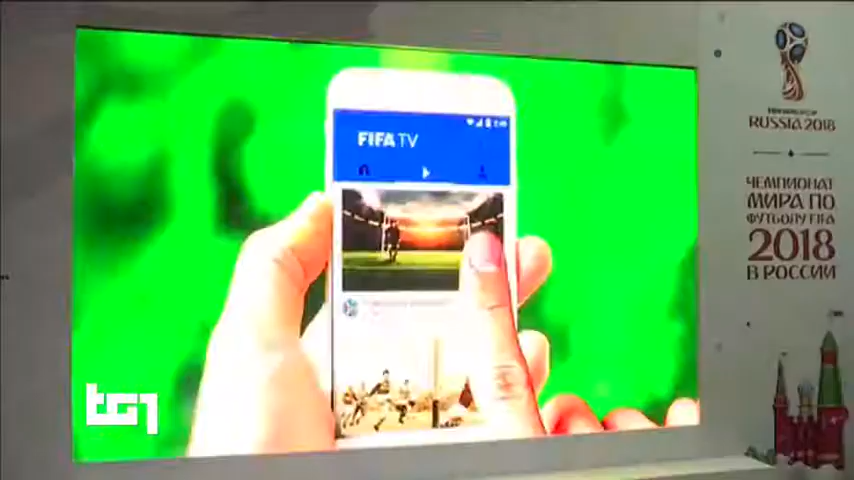 FIFA TV
RUSSIA 2018
ЧЕМПИОНАТ
МИРА ПО
ФУТБОЛУ FIFA
2018
В РОССИИ
tg1